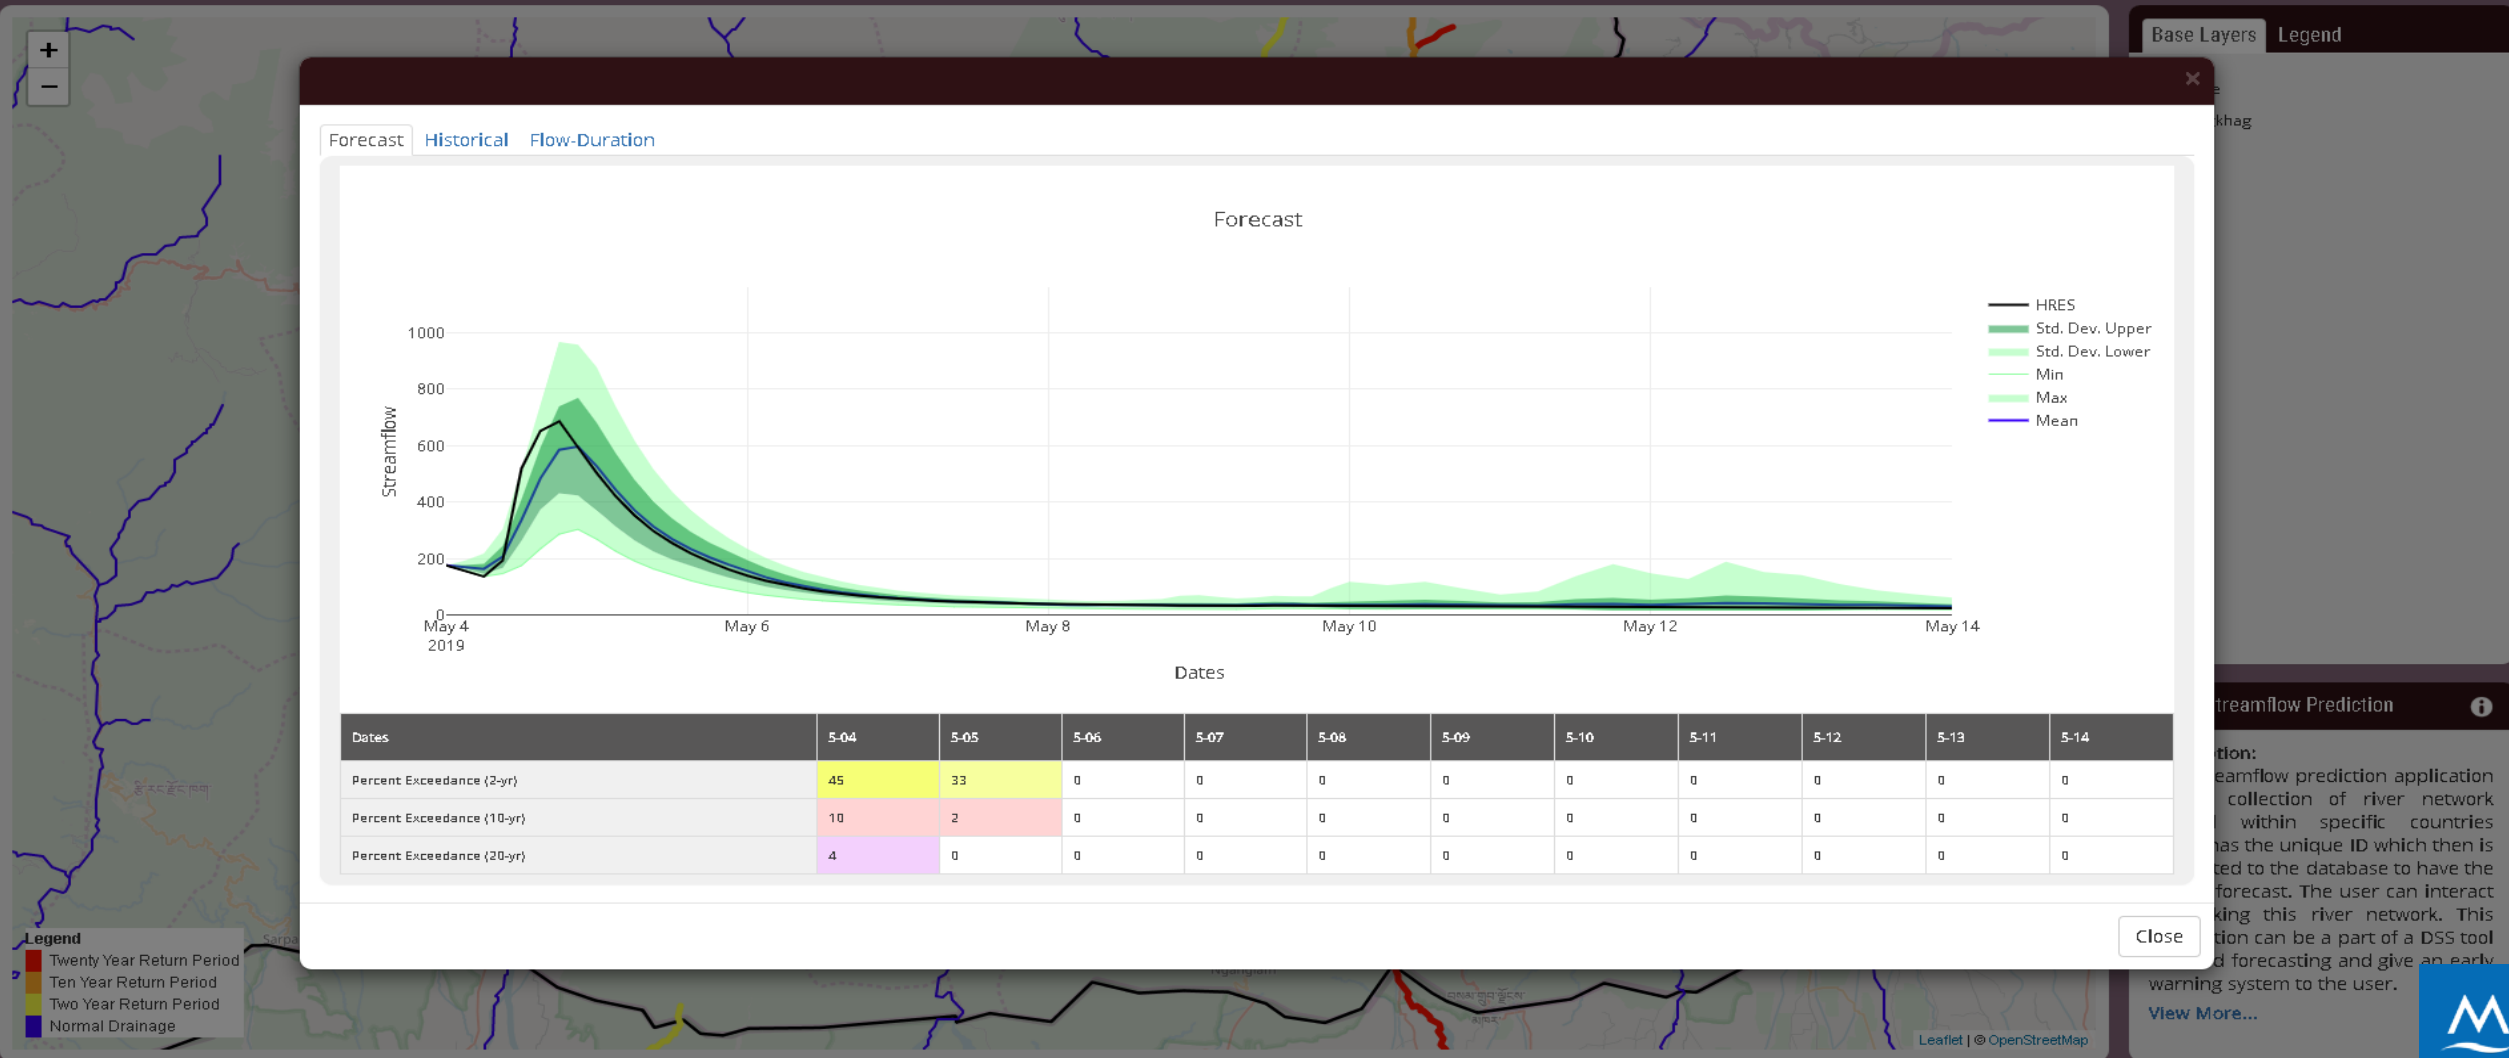 +
−
Base Layers Legend
khag
×
Forecast Historical Flow-Duration
Forecast
Streamflow
1000
800
600
400
200
0
May 4 May 6 May 8 May 10 May 12 May 14
2019
Dates
HRES
Std. Dev. Upper
Std. Dev. Lower
Min
Max
Mean
Dates 5-04 5-05 5-06 5-07 5-08 5-09 5-10 5-11 5-12 5-13 5-14
Percent Exceedance (2-yr) 45 33 0 0 0 0 0 0 0 0 0
Percent Exceedance (10-yr) 10 2 0 0 0 0 0 0 0 0 0
Percent Exceedance (20-yr) 4 0 0 0 0 0 0 0 0 0 0
Close
treamflow Prediction
tion:
eamflow prediction application
collection of river network
within specific countries
has the unique ID which then is
ted to the database to have the
forecast. The user can interact
king this river network. This
tion can be a part of a DSS tool
d forecasting and give an early
warning system to the user.
View More...
Legend
Twenty Year Return Period
Ten Year Return Period
Two Year Return Period
Normal Drainage
Sarpa
Nganglam
Leaflet | © OpenStreetMap